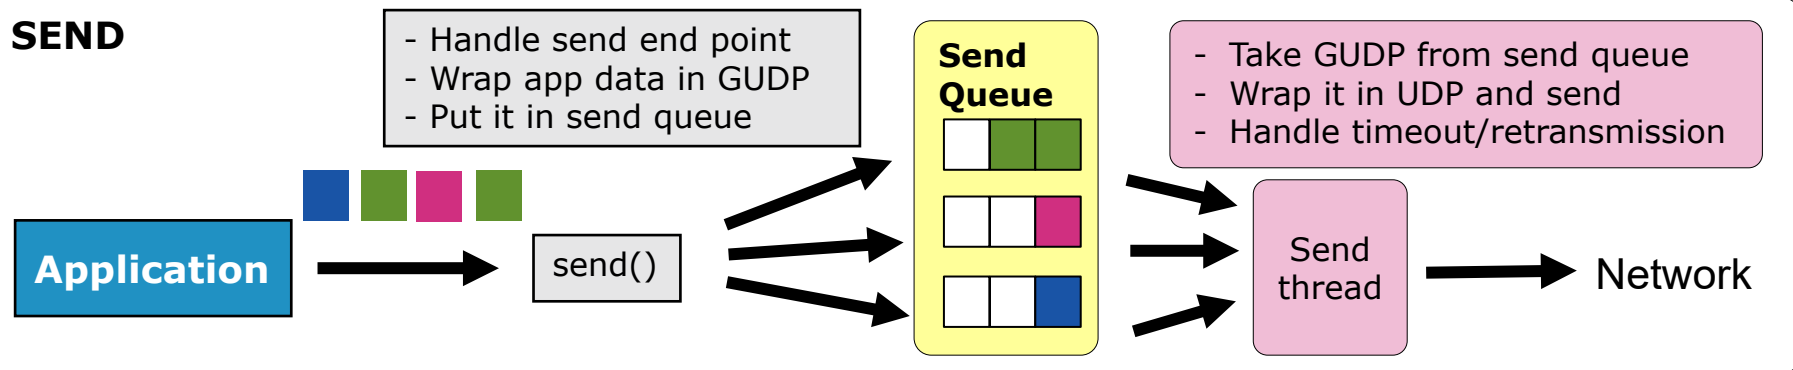 SEND
- Handle send end point
- Wrap app data in GUDP
- Put it in send queue
Send
Queue
- Take GUDP from send queue
- Wrap it in UDP and send
- Handle timeout/retransmission
Application
send()
Send
thread
Network